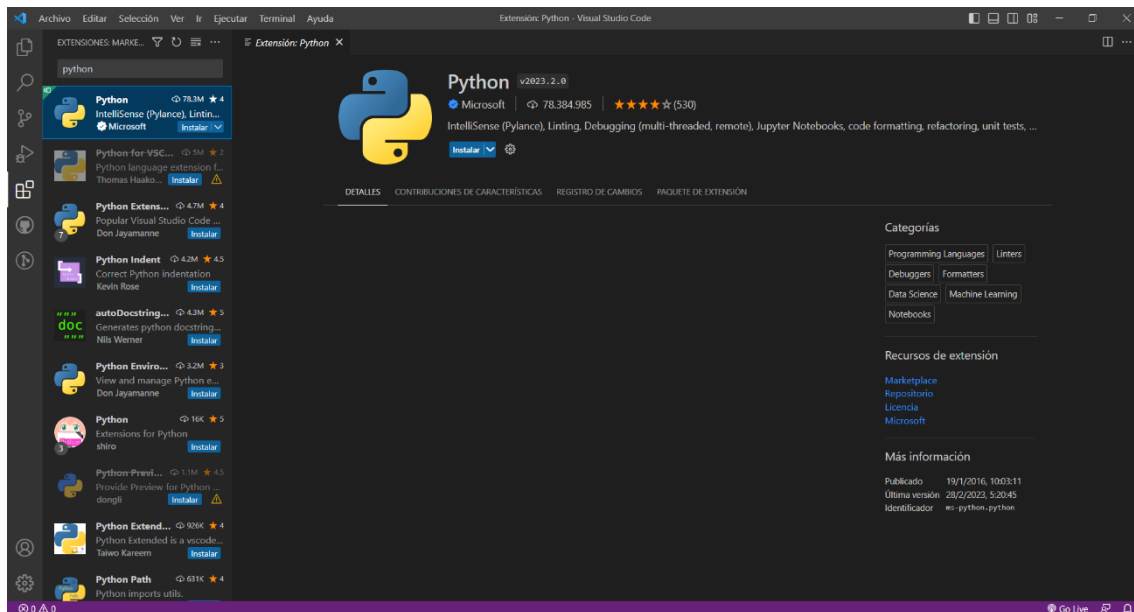 Archivo Editar Selección Ver Ir Ejecutar Terminal Ayuda
Extensión: Python - Visual Studio Code
EXTENSIONES: MARKE...
python
Python 78.3M ★ 4
IntelliSense (Pylance), Lintin...
Microsoft Instalar
Python for VSC... 5M ★ 2
Python language extension f...
Thomas Haako... Instalar
Python Extens... 4.7M ★ 4
Popular Visual Studio Code ...
Don Jayamanne Instalar
7
Python Indent 4.2M ★ 4.5
Correct Python indentation
Kevin Rose Instalar
"""
doc
"""
autoDocstring... 4.3M ★ 5
Generates python docstring...
Nils Werner Instalar
Python Enviro... 3.2M ★ 3
View and manage Python e...
Don Jayamanne Instalar
Python 16K ★ 5
Extensions for Python
shiro Instalar
3
Python Previ... 1.1M ★ 4.5
Provide Preview for Python ...
dongli Instalar
Python Extend... 926K ★ 4
Python Extended is a vscode...
Taiwo Kareem Instalar
Python Path 631K ★ 4
Python imports utils.
Extensión: Python
Python v2023.2.0
Microsoft 78.384.985 ★★★★☆ (530)
IntelliSense (Pylance), Linting, Debugging (multi-threaded, remote), Jupyter Notebooks, code formatting, refactoring, unit tests, ...
Instalar
DETALLES CONTRIBUCIONES DE CARACTERÍSTICAS REGISTRO DE CAMBIOS PAQUETE DE EXTENSIÓN
Categorías
Programming Languages Linters
Debuggers Formatters
Data Science Machine Learning
Notebooks
Recursos de extensión
Marketplace
Repositorio
Licencia
Microsoft
Más información
Publicado 19/1/2016, 10:03:11
Última versión 28/2/2023, 5:20:45
Identificador ms-python.python
0 0
Go Live